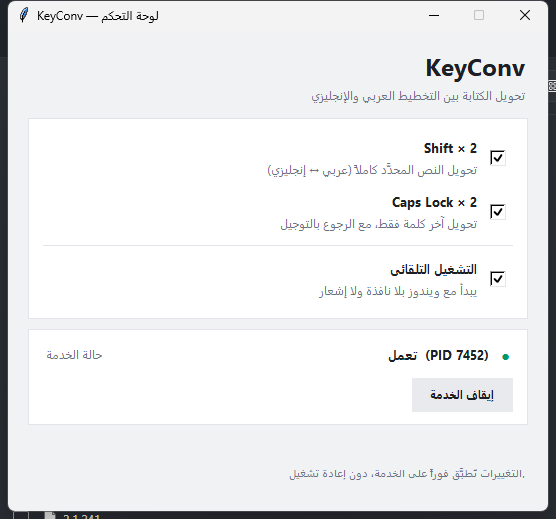 KeyConv — لوحة التحكم
KeyConv
تحويل الكتابة بين التخطيط العربي والإنجليزي
Shift × 2
تحويل النص المحدَّد كاملاً (عربي ↔ إنجليزي)
Caps Lock × 2
تحويل آخر كلمة فقط، مع الرجوع بالتوجيل
التشغيل التلقائي
يبدأ مع ويندوز بلا نافذة ولا إشعار
تعمل (PID 7452)
حالة الخدمة
إيقاف الخدمة
التغييرات تُطبَّق فوراً على الخدمة، دون إعادة تشغيل.